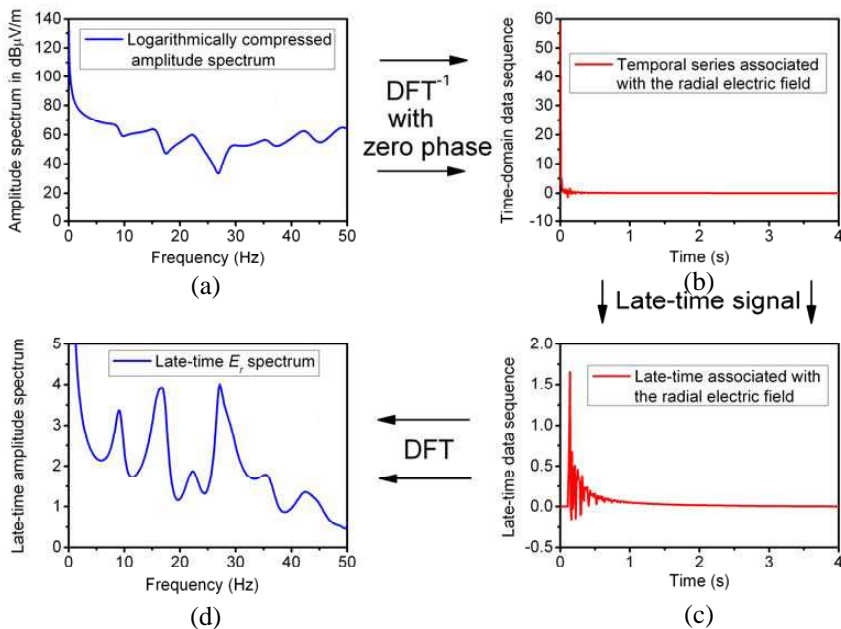 Amplitude spectrum in dBμV/m
140
120
100
80
60
40
20
0
Logarithmically compressed
amplitude spectrum
0 10 20 30 40 50
Frequency (Hz)
(a)
DFT-1
with
zero phase
Time-domain data sequence
60
50
40
30
20
10
0
-10
Temporal series associated
with the radial electric field
0 1 2 3 4
Time (s)
(b)
Late-time signal
Late-time amplitude spectrum
5
4
3
2
1
0
Late-time Er spectrum
0 10 20 30 40 50
Frequency (Hz)
(d)
DFT
Late-time data sequence
2.0
1.5
1.0
0.5
0.0
-0.5
Late-time associated with
the radial electric field
0 1 2 3 4
Time (s)
(c)